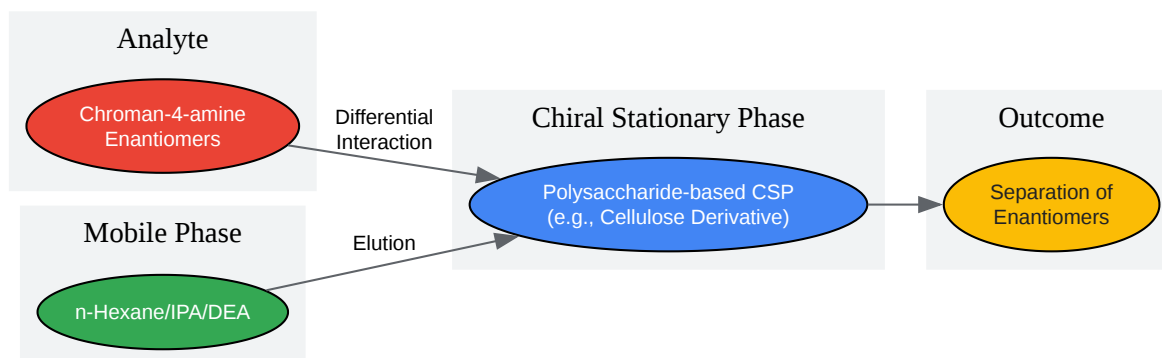 Analyte
Chroman-4-amine
Enantiomers
Differential
Interaction
Mobile Phase
n-Hexane/IPA/DEA
Elution
Chiral Stationary Phase
Polysaccharide-based CSP
(e.g., Cellulose Derivative)
Outcome
Separation of
Enantiomers